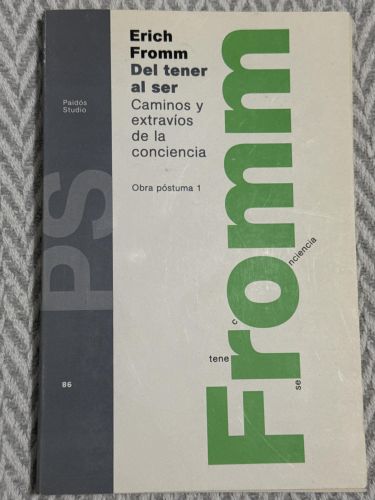 Paidós
Studio
PS
86
Erich
Fromm
Del tener
al ser
Caminos y
extravíos
de la
conciencia
Obra póstuma 1
Fromm
tene
se
c
nciencia